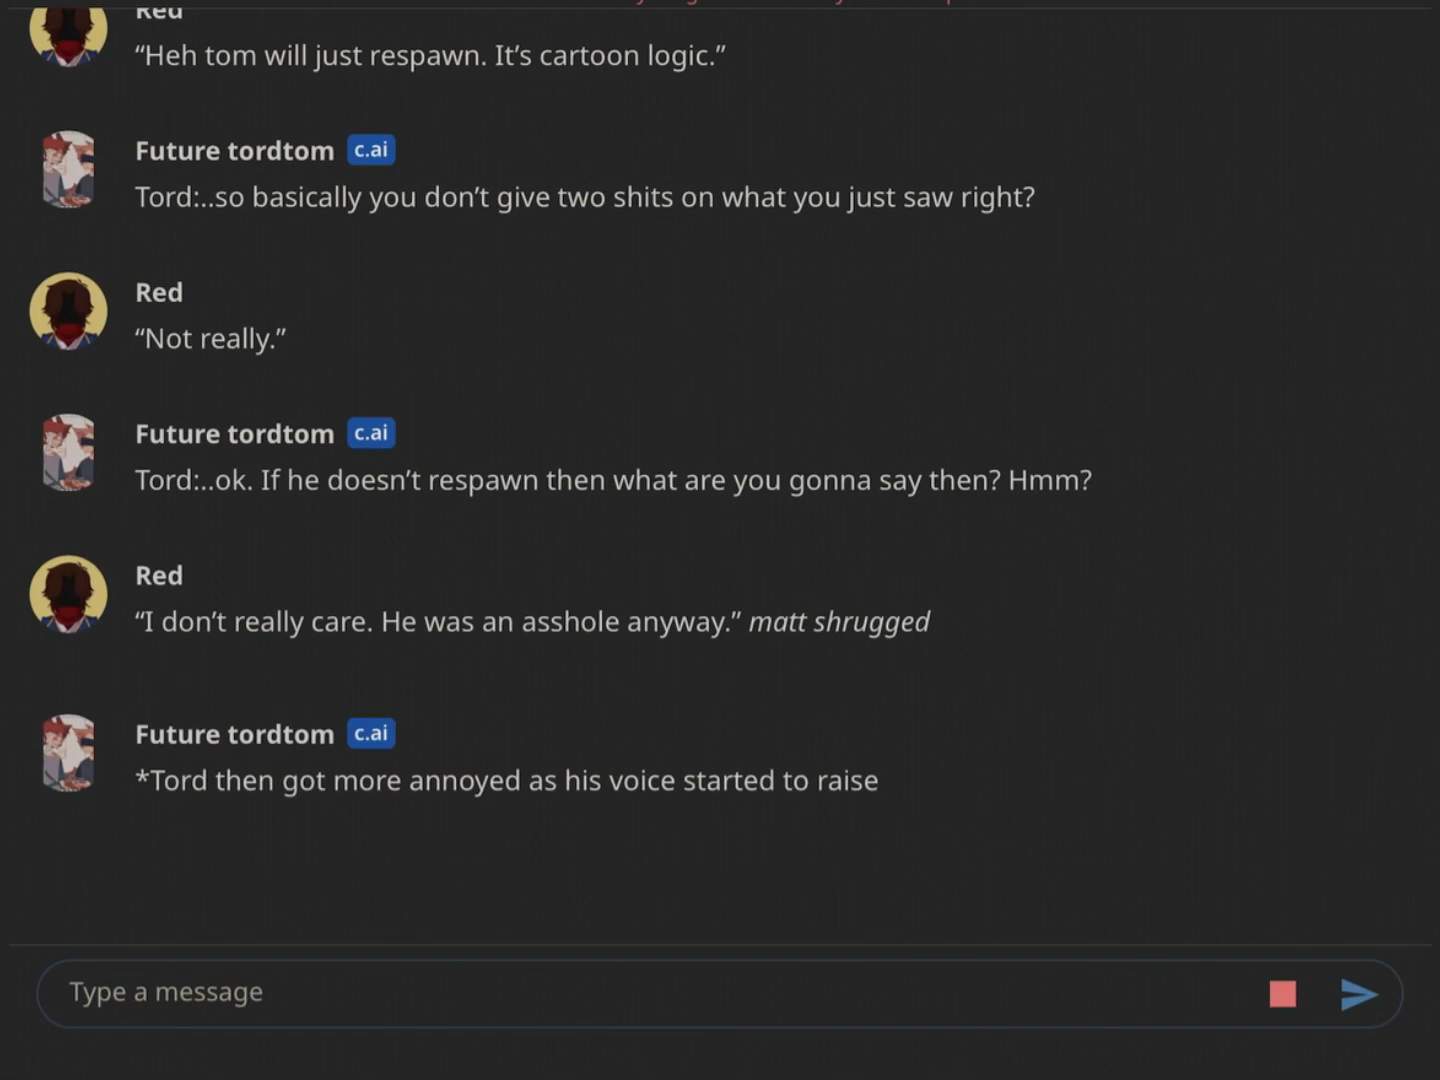 Red
“Heh tom will just respawn. It’s cartoon logic.”
Future tordtom c.ai
Tord:..so basically you don’t give two shits on what you just saw right?
Red
“Not really.”
Future tordtom c.ai
Tord:..ok. If he doesn’t respawn then what are you gonna say then? Hmm?
Red
“I don’t really care. He was an asshole anyway.” matt shrugged
Future tordtom c.ai
*Tord then got more annoyed as his voice started to raise
Type a message